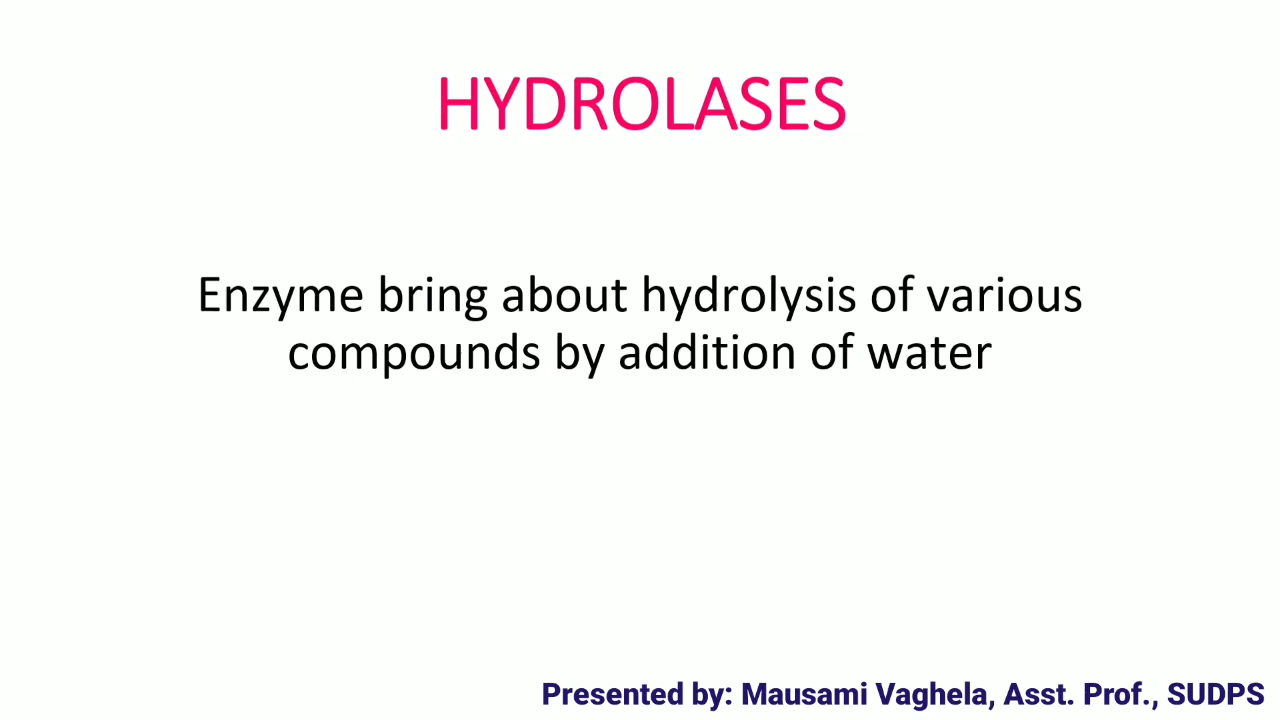 HYDROLASES
Enzyme bring about hydrolysis of various
compounds by addition of water
Presented by: Mausami Vaghela, Asst. Prof., SUDPS